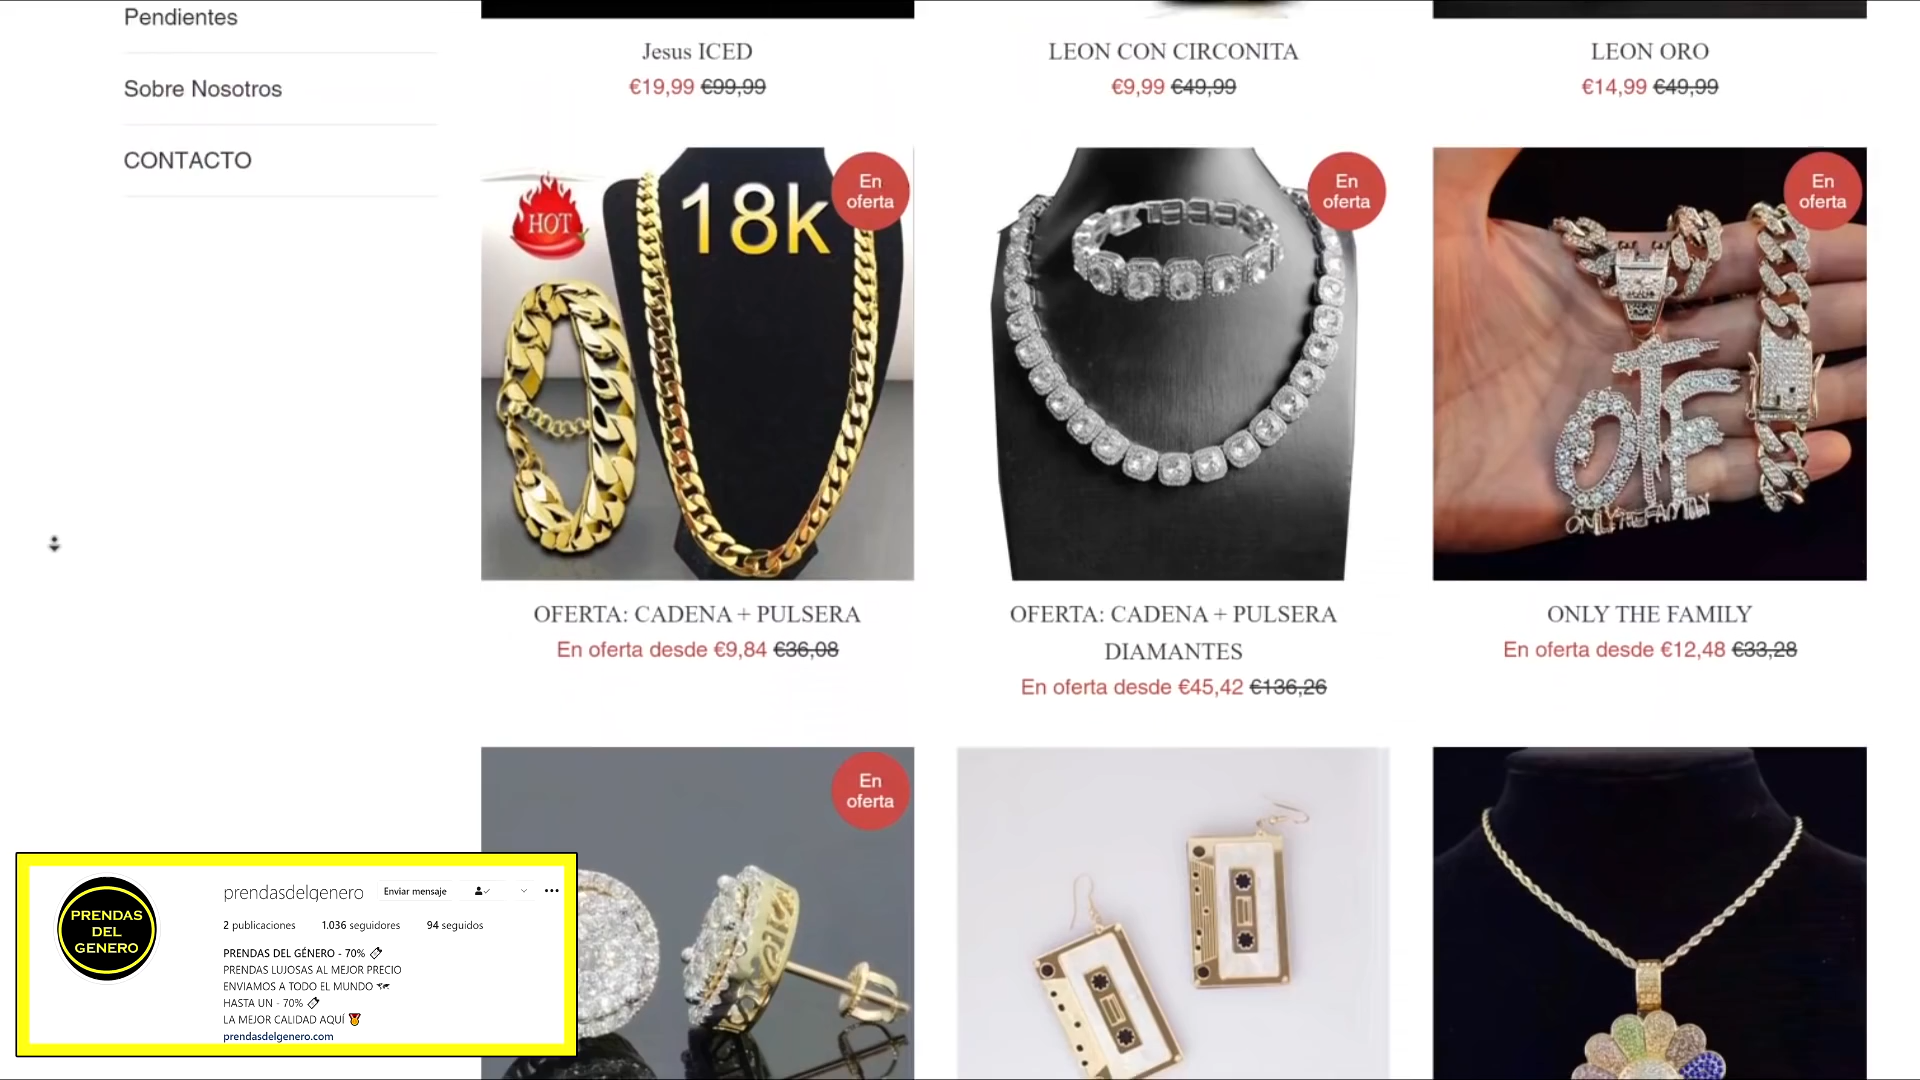 Pendientes
Sobre Nosotros
CONTACTO
Jesus ICED
€19,99 €99,99
LEON CON CIRCONITA
€9,99 €49,99
LEON ORO
€14,99 €49,99
HOT
18k
En
oferta
En
oferta
OTF
ONLY THE FAMILY
En
oferta
OFERTA: CADENA + PULSERA
En oferta desde €9,84 €36,08
OFERTA: CADENA + PULSERA
DIAMANTES
En oferta desde €45,42 €136,26
ONLY THE FAMILY
En oferta desde €12,48 €33,28
En
oferta
PRENDAS
DEL
GENERO
prendasdelgenero Enviar mensaje
2 publicaciones 1.036 seguidores 94 seguidos
PRENDAS DEL GÉNERO - 70%
PRENDAS LUJOSAS AL MEJOR PRECIO
ENVIAMOS A TODO EL MUNDO
HASTA UN - 70%
LA MEJOR CALIDAD AQUÍ
prendasdelgenero.com